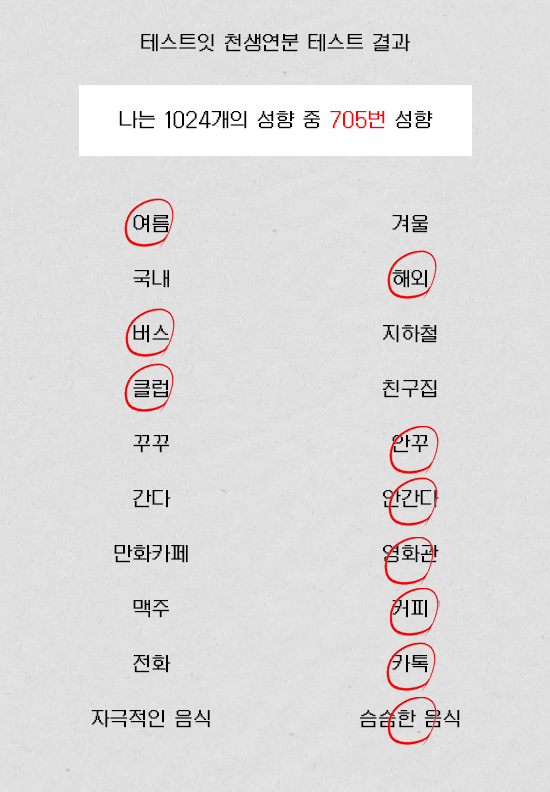 테스트잇 천생연분 테스트 결과
나는 1024개의 성향 중 705번 성향
여름 겨울
국내 해외
버스 지하철
클럽 친구집
꾸꾸 안꾸
간다 안간다
만화카페 영화관
맥주 커피
전화 카톡
자극적인 음식 슴슴한 음식